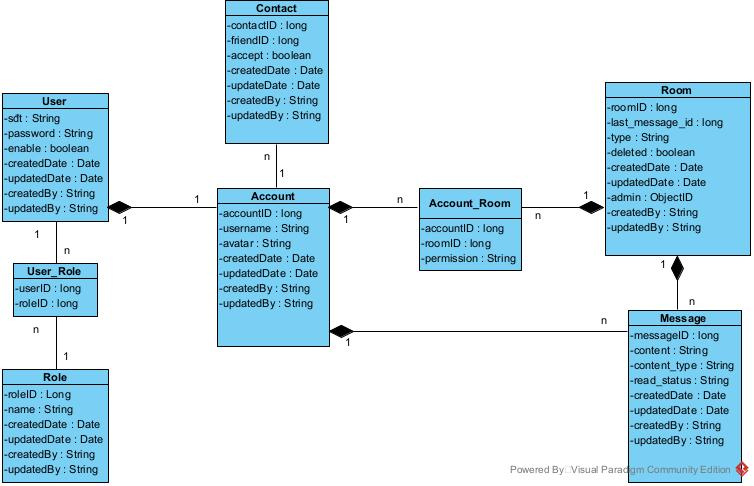 Contact
-contactID : long
-friendID : long
-accept : boolean
-createdDate : Date
-updateDate : Date
-createdBy : String
-updatedBy : String
n
1
User
-sđt : String
-password : String
-enable : boolean
-createdDate : Date
-updatedDate : Date
-createdBy : String
-updatedBy : String
1
1
1
n
Account
-accountID : long
-username : String
-avatar : String
-createdDate : Date
-updatedDate : Date
-createdBy : String
-updatedBy : String
1
n
Account_Room
-accountID : long
-roomID : long
-permission : String
n
1
Room
-roomID : long
-last_message_id : long
-type : String
-deleted : boolean
-createdDate : Date
-updatedDate : Date
-admin : ObjectID
-createdBy : String
-updatedBy : String
1
n
User_Role
-userID : long
-roleID : long
n
1
Role
-roleID : Long
-name : String
-createdDate : Date
-updatedDate : Date
-createdBy : String
-updatedBy : String
1
n
Message
-messageID : long
-content : String
-content_type : String
-read_status : String
-createdDate : Date
-updatedDate : Date
-createdBy : String
-updatedBy : String
Powered By Visual Paradigm Community Edition